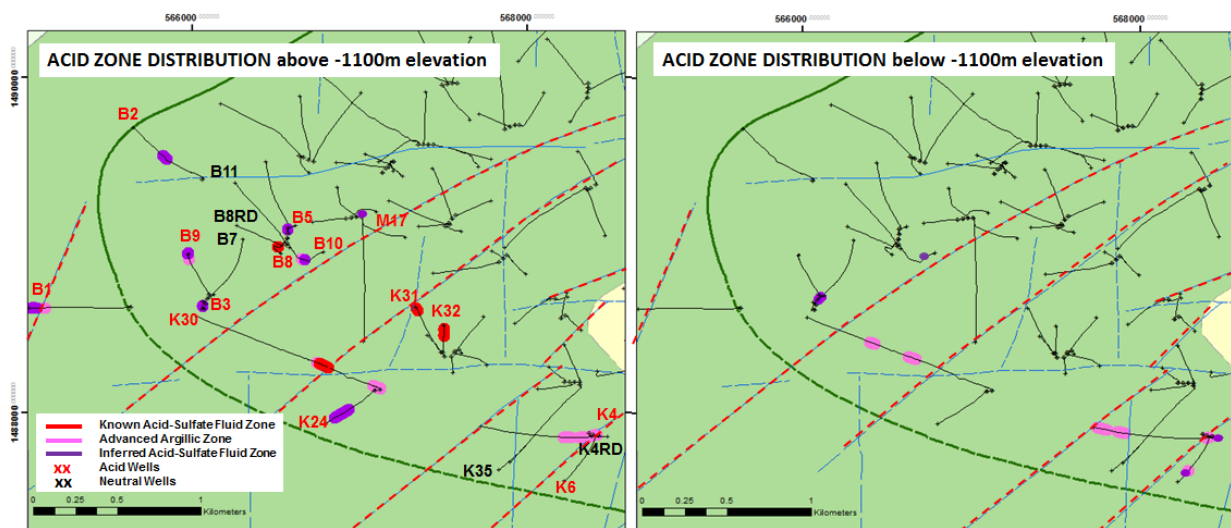 566000
568000
566000
568000
1490000
ACID ZONE DISTRIBUTION above -1100m elevation
ACID ZONE DISTRIBUTION below -1100m elevation
B2
B11
B8RD
B5
M17
B7
B9
B8
B10
B1
B3
K30
K31
K32
1488000
K24
K4
K4RD
K35
K6
Known Acid-Sulfate Fluid Zone
Advanced Argillic Zone
Inferred Acid-Sulfate Fluid Zone
xx Acid Wells
xx Neutral Wells
0 0.25 0.5 1
Kilometers
0 0.25 0.5 1
Kilometers